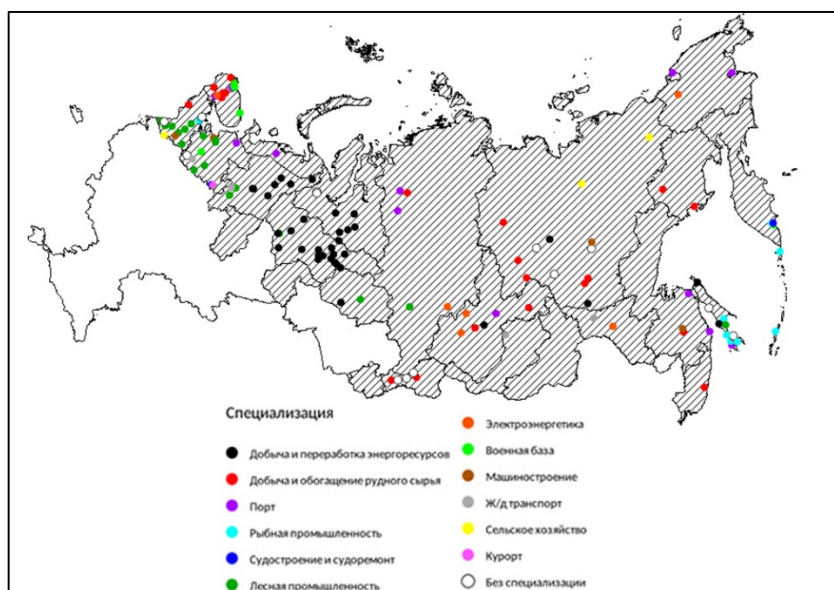 Специализация
Добыча и переработка энергоресурсов
Добыча и обогащение рудного сырья
Порт
Рыбная промышленность
Судостроение и судоремонт
Лесная промышленность
Электроэнергетика
Военная база
Машиностроение
Ж/д транспорт
Сельское хозяйство
Курорт
Без специализации